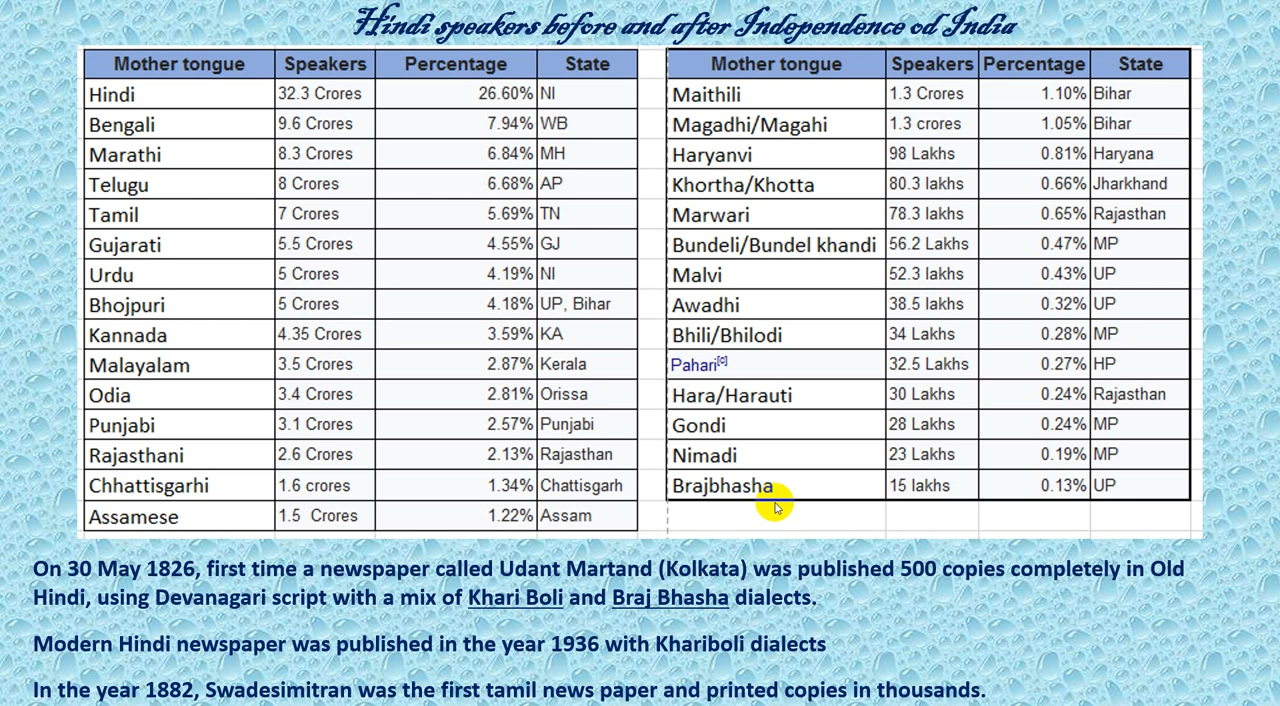 Hindi speakers before and after Independence od India
Mother tongue Speakers Percentage State
Hindi 32.3 Crores 26.60% NI
Bengali 9.6 Crores 7.94% WB
Marathi 8.3 Crores 6.84% MH
Telugu 8 Crores 6.68% AP
Tamil 7 Crores 5.69% TN
Gujarati 5.5 Crores 4.55% GJ
Urdu 5 Crores 4.19% NI
Bhojpuri 5 Crores 4.18% UP, Bihar
Kannada 4.35 Crores 3.59% KA
Malayalam 3.5 Crores 2.87% Kerala
Odia 3.4 Crores 2.81% Orissa
Punjabi 3.1 Crores 2.57% Punjabi
Rajasthani 2.6 Crores 2.13% Rajasthan
Chhattisgarhi 1.6 crores 1.34% Chattisgarh
Assamese 1.5 Crores 1.22% Assam
Mother tongue Speakers Percentage State
Maithili 1.3 Crores 1.10% Bihar
Magadhi/Magahi 1.3 crores 1.05% Bihar
Haryanvi 98 Lakhs 0.81% Haryana
Khortha/Khotta 80.3 lakhs 0.66% Jharkhand
Marwari 78.3 lakhs 0.65% Rajasthan
Bundeli/Bundel khandi 56.2 Lakhs 0.47% MP
Malvi 52.3 lakhs 0.43% UP
Awadhi 38.5 lakhs 0.32% UP
Bhili/Bhilodi 34 Lakhs 0.28% MP
Pahari[c] 32.5 Lakhs 0.27% HP
Hara/Harauti 30 Lakhs 0.24% Rajasthan
Gondi 28 Lakhs 0.24% MP
Nimadi 23 Lakhs 0.19% MP
Brajbhasha 15 lakhs 0.13% UP
On 30 May 1826, first time a newspaper called Udant Martand (Kolkata) was published 500 copies completely in Old
Hindi, using Devanagari script with a mix of Khari Boli and Braj Bhasha dialects.
Modern Hindi newspaper was published in the year 1936 with Khariboli dialects
In the year 1882, Swadesimitran was the first tamil news paper and printed copies in thousands.